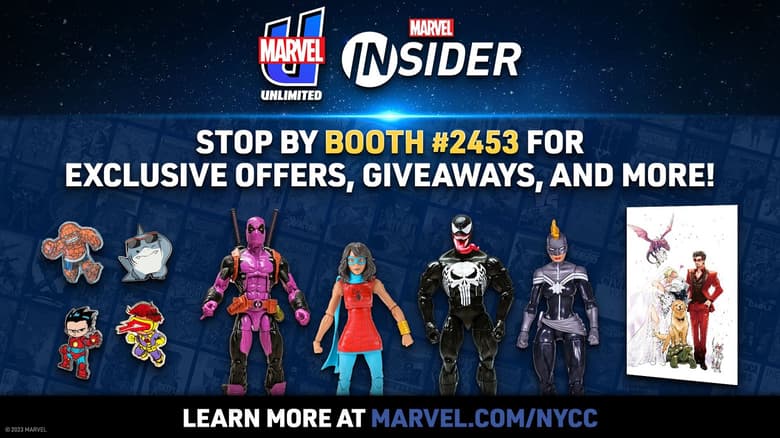 MARVEL
UNLIMITED
MARVEL
INSIDER
STOP BY BOOTH #2453 FOR
EXCLUSIVE OFFERS, GIVEAWAYS, AND MORE!
LEARN MORE AT MARVEL.COM/NYCC
© 2023 MARVEL